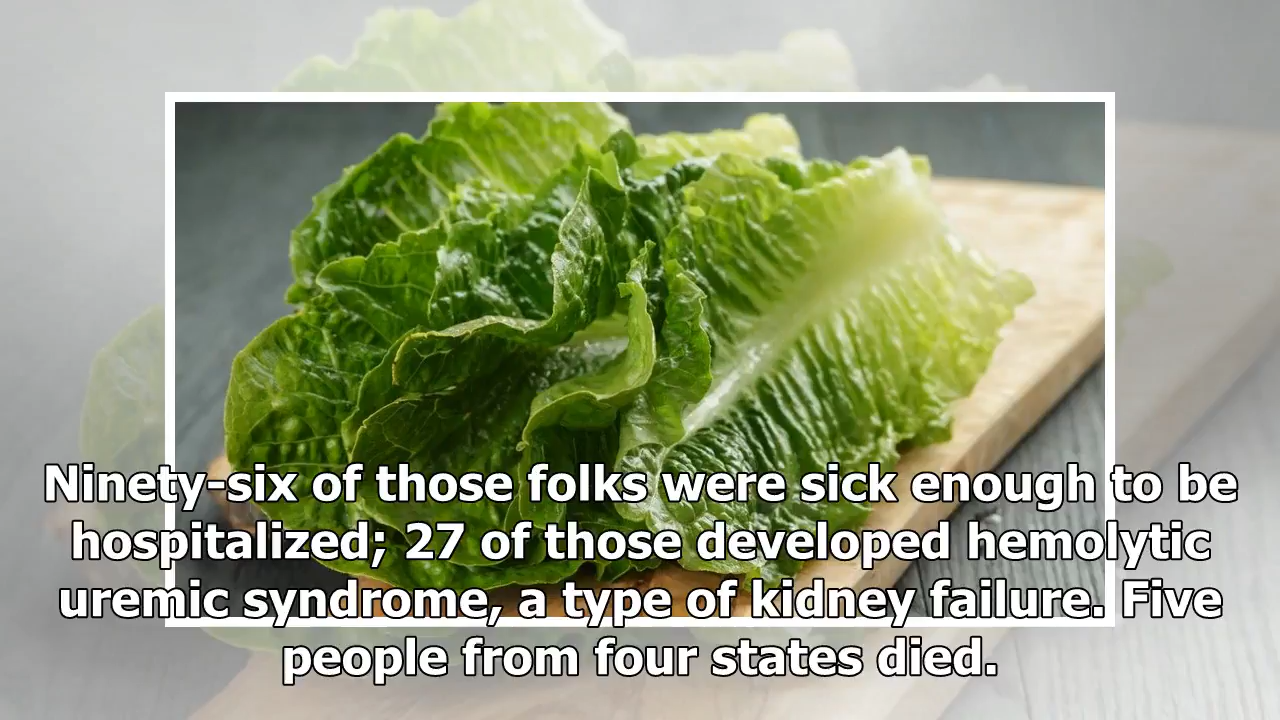 Ninety-six of those folks were sick enough to be
hospitalized; 27 of those developed hemolytic
uremic syndrome, a type of kidney failure. Five
people from four states died.